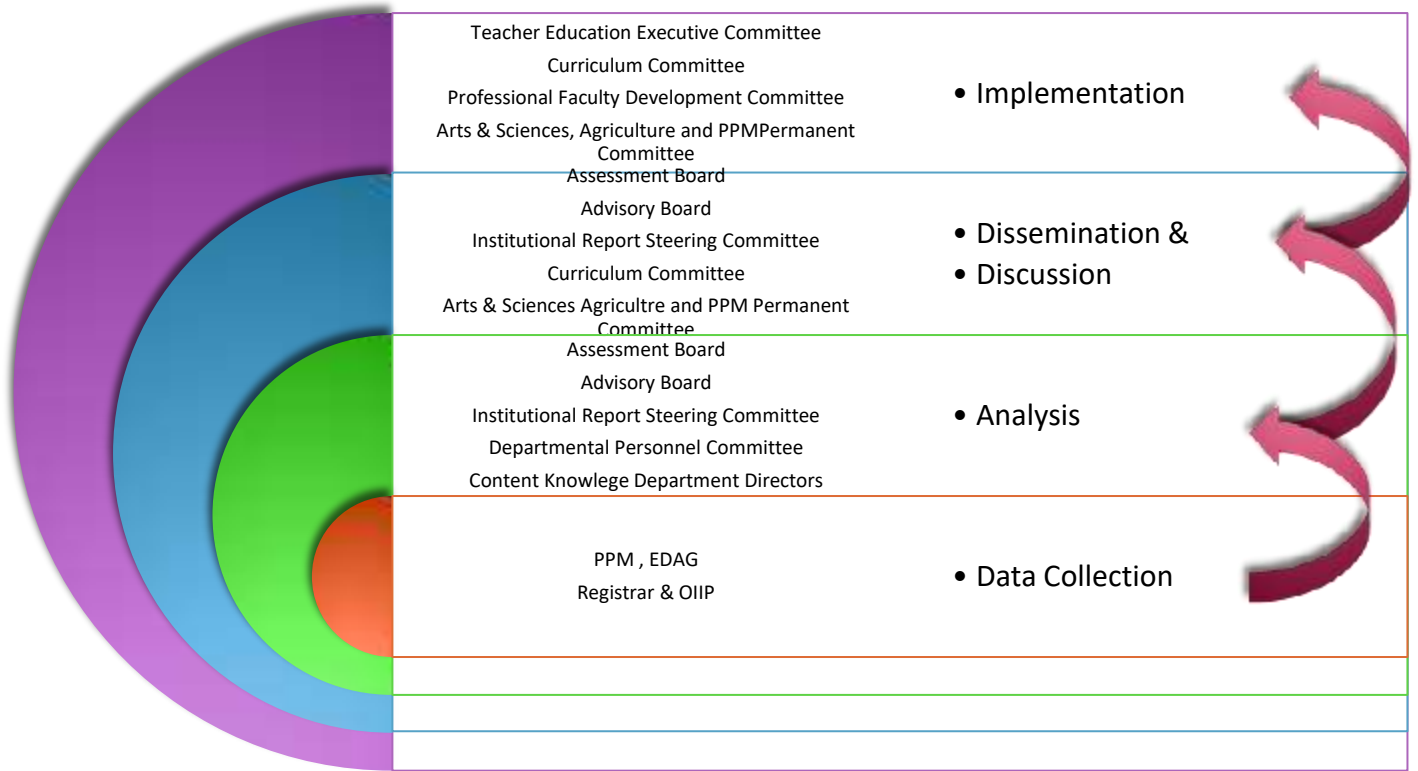 Teacher Education Executive Committee
Curriculum Committee
Professional Faculty Development Committee
Arts & Sciences, Agriculture and PPMPermanent
Committee
• Implementation
Assessment Board
Advisory Board
Institutional Report Steering Committee
Curriculum Committee
Arts & Sciences Agricultre and PPM Permanent
Committee
• Dissemination &
• Discussion
Assessment Board
Advisory Board
Institutional Report Steering Committee
Departmental Personnel Committee
Content Knowlege Department Directors
• Analysis
PPM , EDAG
Registrar & OIIP
• Data Collection